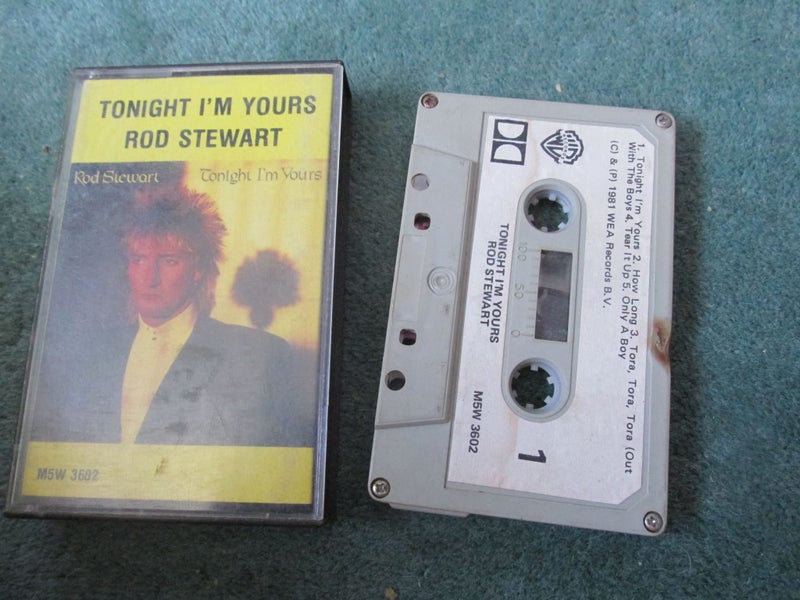 TONIGHT I'M YOURS
ROD STEWART
Rod Stewart Tonight I'm Yours
M5W 3602
1. Tonight I'm Yours 2. How Long 3. Tora, Tora, Tora (Out
With The Boys 4. Tear It Up 5. Only A Boy
(C) & (P) 1981 WEA Records B.V.
100 50 0
TONIGHT I'M YOURS
ROD STEWART
M5W 3602
1